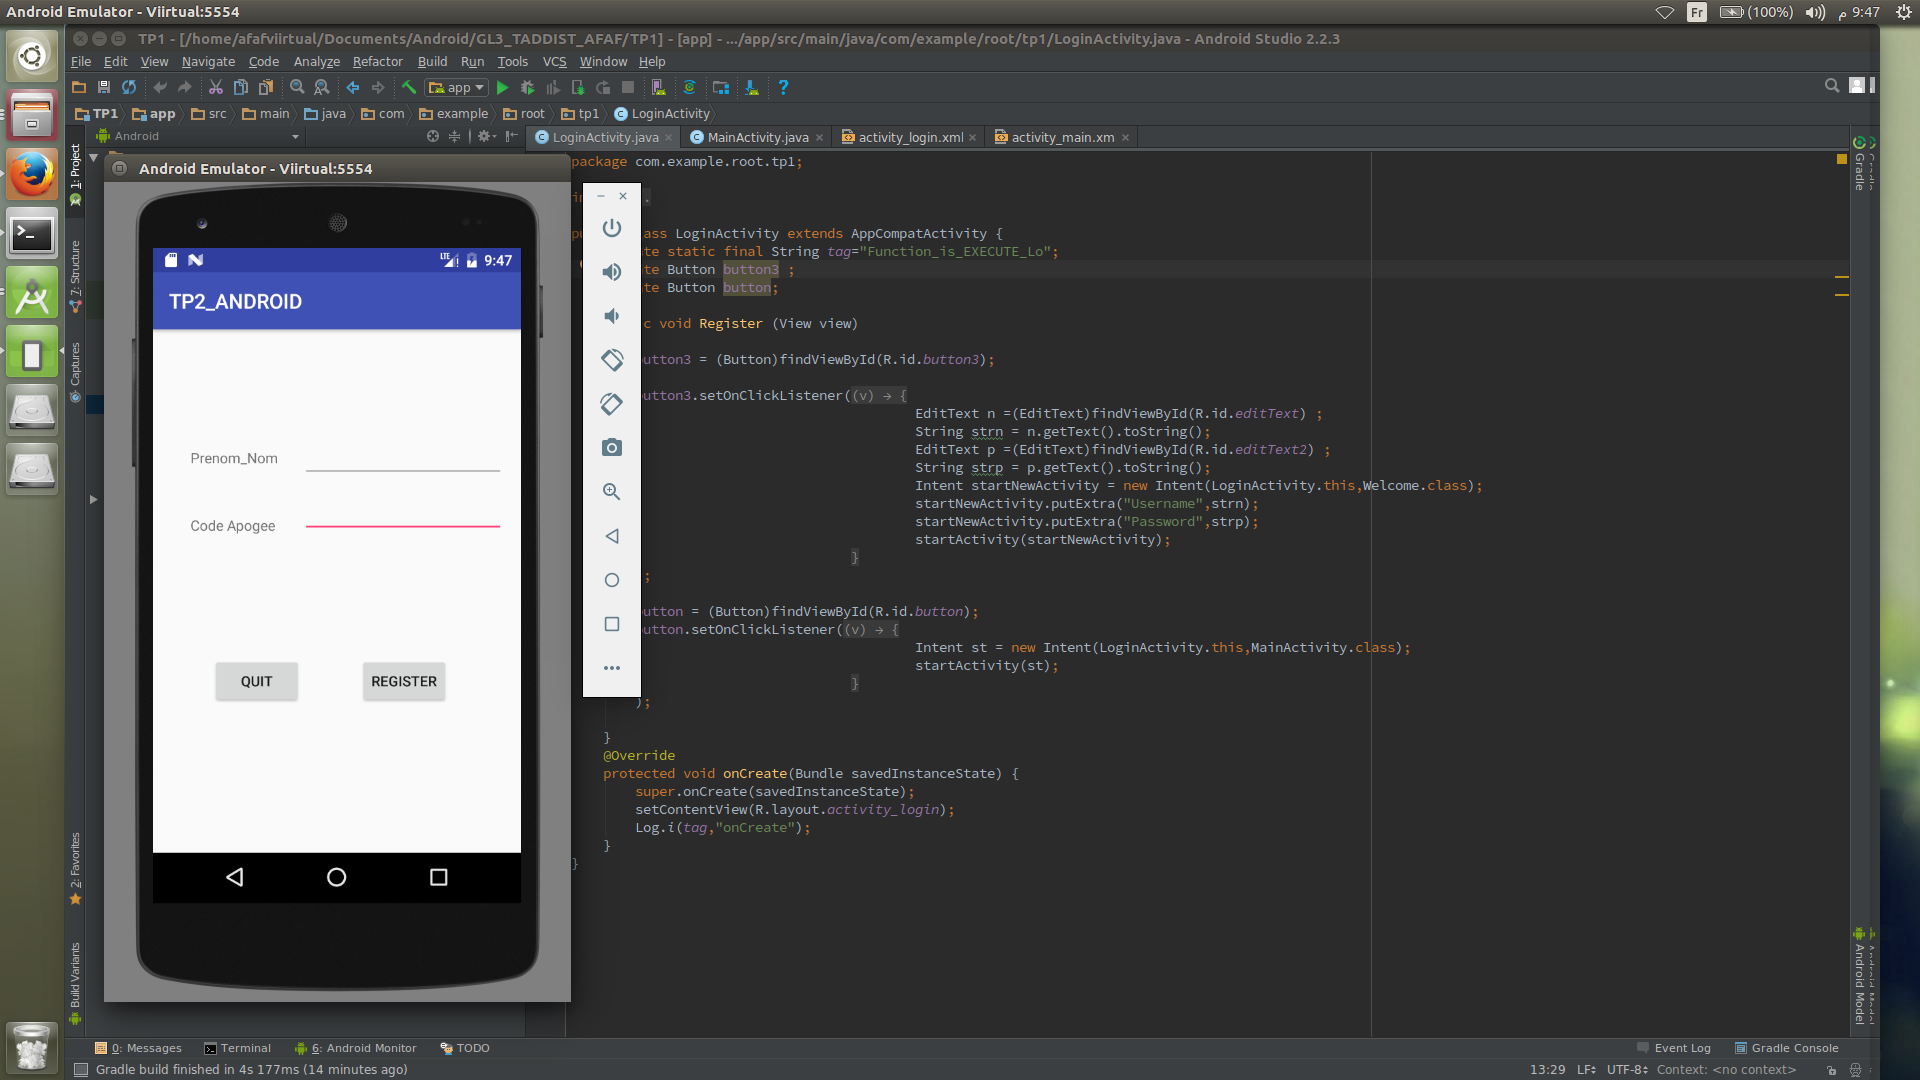 Android Emulator - Viirtual:5554
Fr (100%) 9:47 م
TP1 - [/home/afafviirtual/Documents/Android/GL3_TADDIST_AFAF/TP1] - [app] - .../app/src/main/java/com/example/root/tp1/LoginActivity.java - Android Studio 2.2.3
File Edit View Navigate Code Analyze Refactor Build Run Tools VCS Window Help
app
TP1 app src main java com example root tp1 LoginActivity
Android
LoginActivity.java MainActivity.java activity_login.xml activity_main.xm
1: Project
7: Structure
Captures
2: Favorites
Build Variants
Android Emulator - Viirtual:5554
LTE 9:47
TP2_ANDROID
Prenom_Nom
Code Apogee
QUIT REGISTER
package com.example.root.tp1;
ass LoginActivity extends AppCompatActivity {
te static final String tag="Function_is_EXECUTE_Lo";
te Button button3 ;
te Button button;
c void Register (View view)
utton3 = (Button)findViewById(R.id.button3);
utton3.setOnClickListener((v) → {
EditText n =(EditText)findViewById(R.id.editText) ;
String strn = n.getText().toString();
EditText p =(EditText)findViewById(R.id.editText2) ;
String strp = p.getText().toString();
Intent startNewActivity = new Intent(LoginActivity.this,Welcome.class);
startNewActivity.putExtra("Username",strn);
startNewActivity.putExtra("Password",strp);
startActivity(startNewActivity);
}
;
utton = (Button)findViewById(R.id.button);
utton.setOnClickListener((v) → {
Intent st = new Intent(LoginActivity.this,MainActivity.class);
startActivity(st);
}
);
}
@Override
protected void onCreate(Bundle savedInstanceState) {
super.onCreate(savedInstanceState);
setContentView(R.layout.activity_login);
Log.i(tag,"onCreate");
}
}
Gradle
Android Model
0: Messages Terminal 6: Android Monitor TODO Event Log Gradle Console
Gradle build finished in 4s 177ms (14 minutes ago) 13:29 LF UTF-8 Context: <no context>